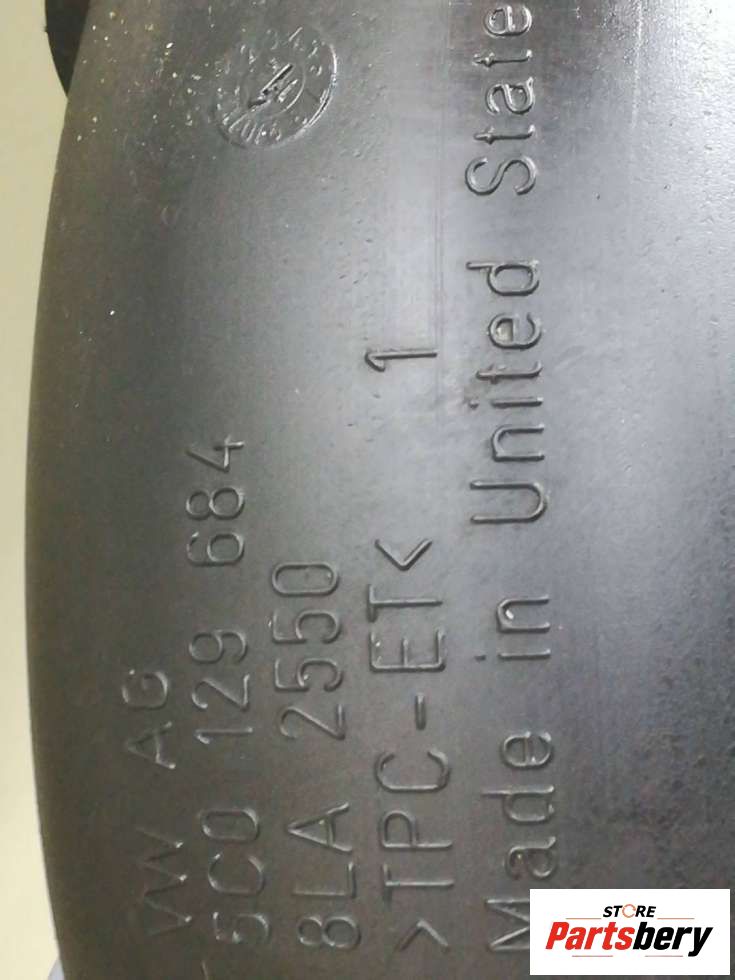 VW AG
5C0 129 684
8LA 2550
>TPC-ET< 1
Made in United State
STORE
Partsbery